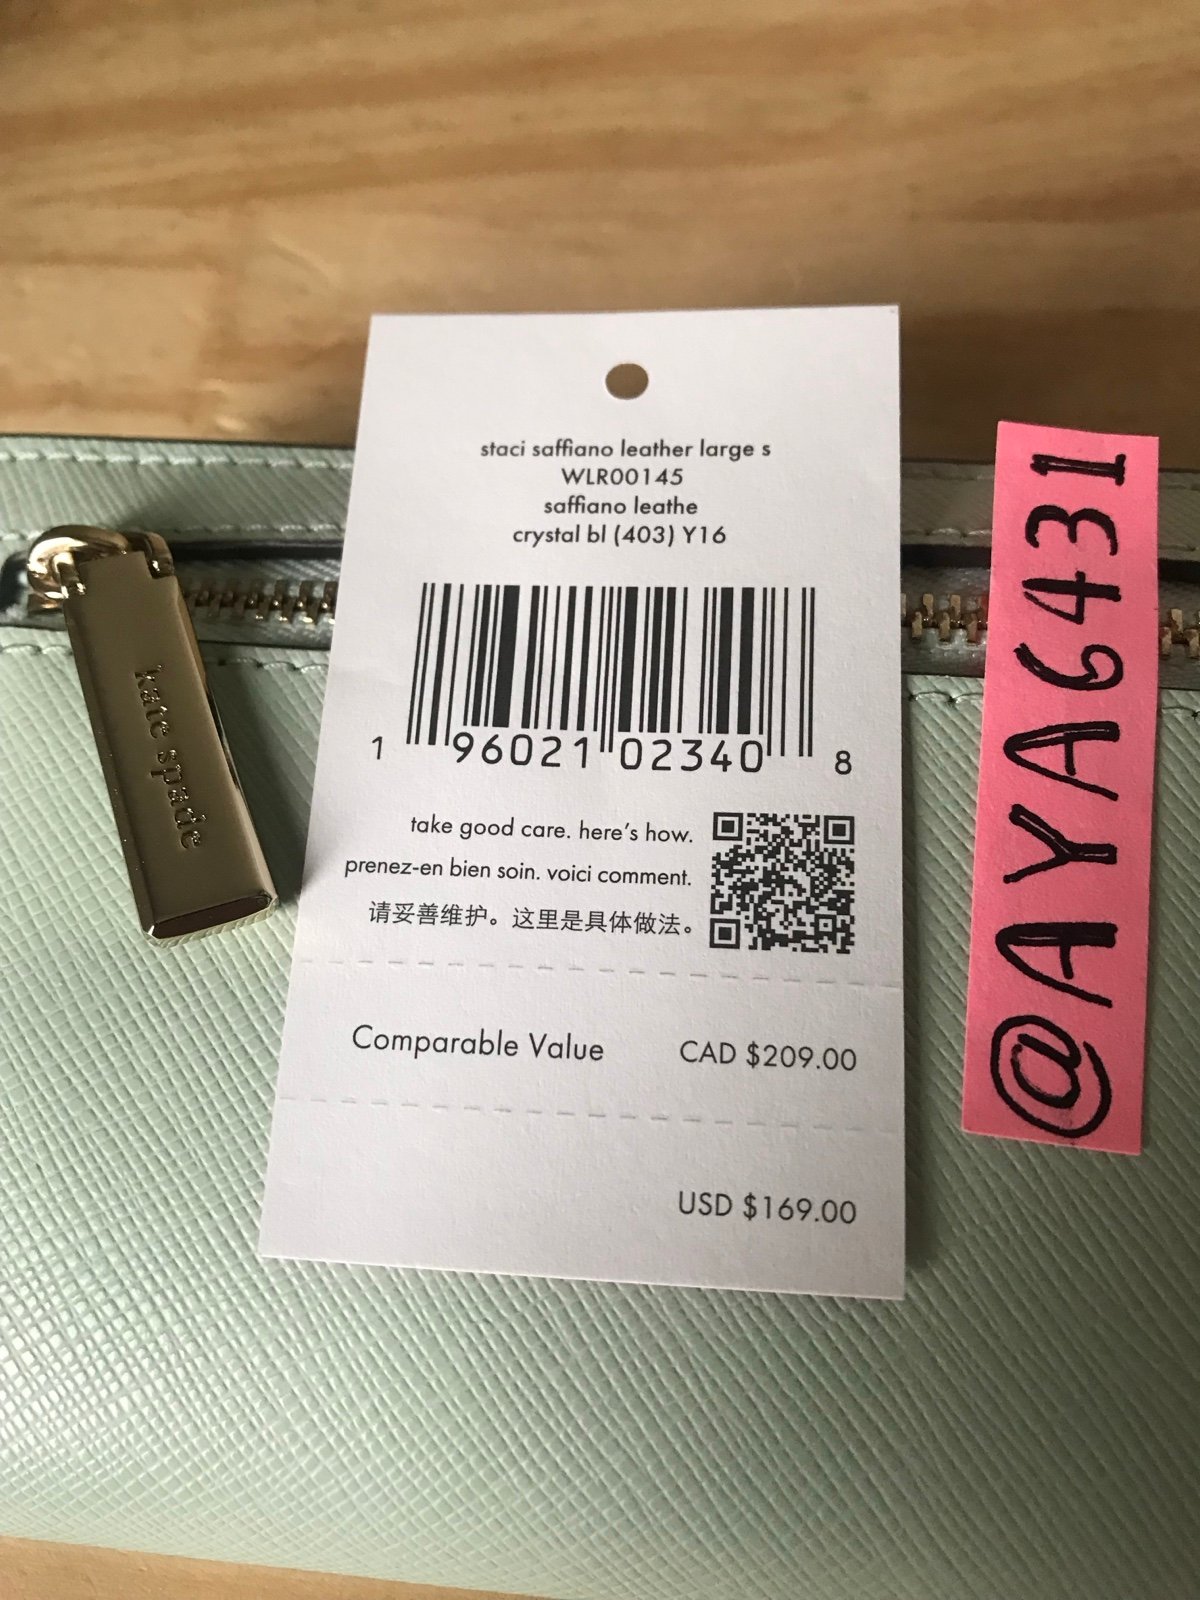 staci saffiano leather large s
WLR00145
saffiano leathe
crystal bl (403) Y16
1 96021 02340 8
take good care. here's how.
prenez-en bien soin. voici comment.
请妥善维护。这里是具体做法。
Comparable Value CAD $209.00
USD $169.00
kate spade
@AYA6431